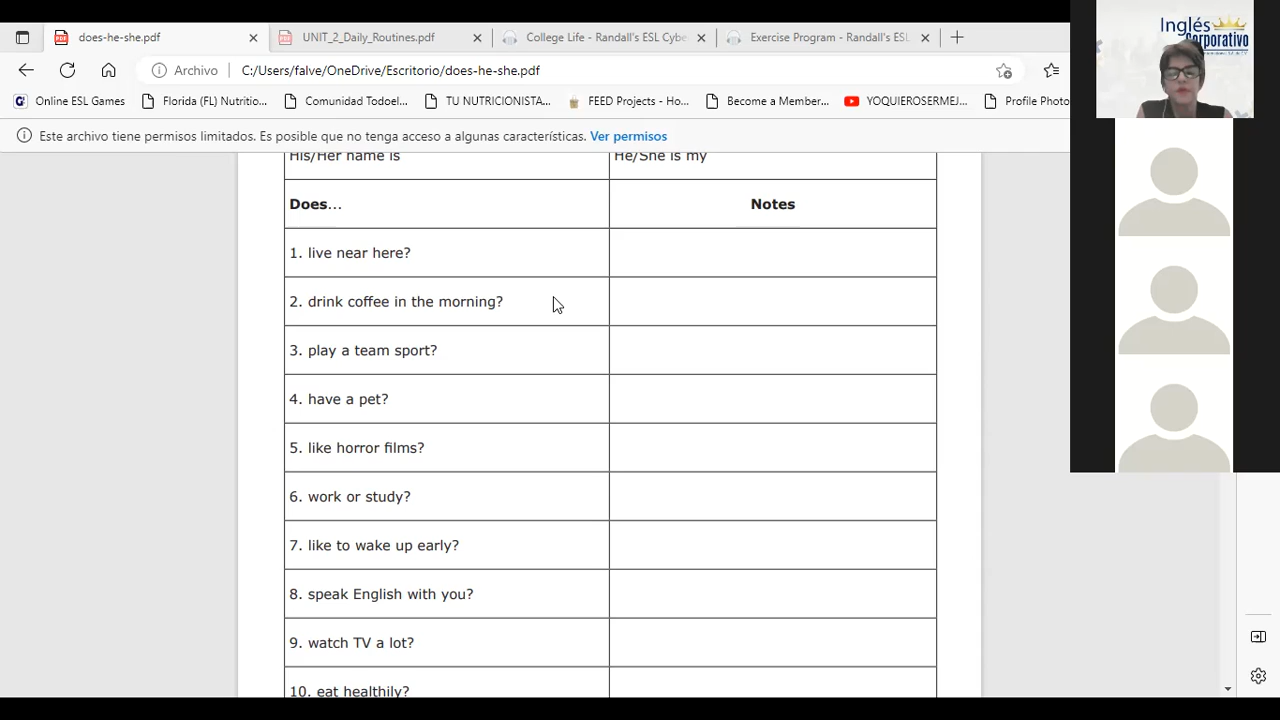 does-he-she.pdf
UNIT_2_Daily_Routines.pdf
College Life - Randall's ESL Cybe
Exercise Program - Randall's ESL
Archivo
C:/Users/falve/OneDrive/Escritorio/does-he-she.pdf
Online ESL Games
Florida (FL) Nutritio...
Comunidad Todoel...
TU NUTRICIONISTA...
FEED Projects - Ho...
Become a Member...
YOQUIEROSERMEJ...
Profile Photo
Este archivo tiene permisos limitados. Es posible que no tenga acceso a algunas características. Ver permisos
His/Her name is
He/She is my
Does...
Notes
1. live near here?
2. drink coffee in the morning?
3. play a team sport?
4. have a pet?
5. like horror films?
6. work or study?
7. like to wake up early?
8. speak English with you?
9. watch TV a lot?
10. eat healthily?
Inglés
Corporativo